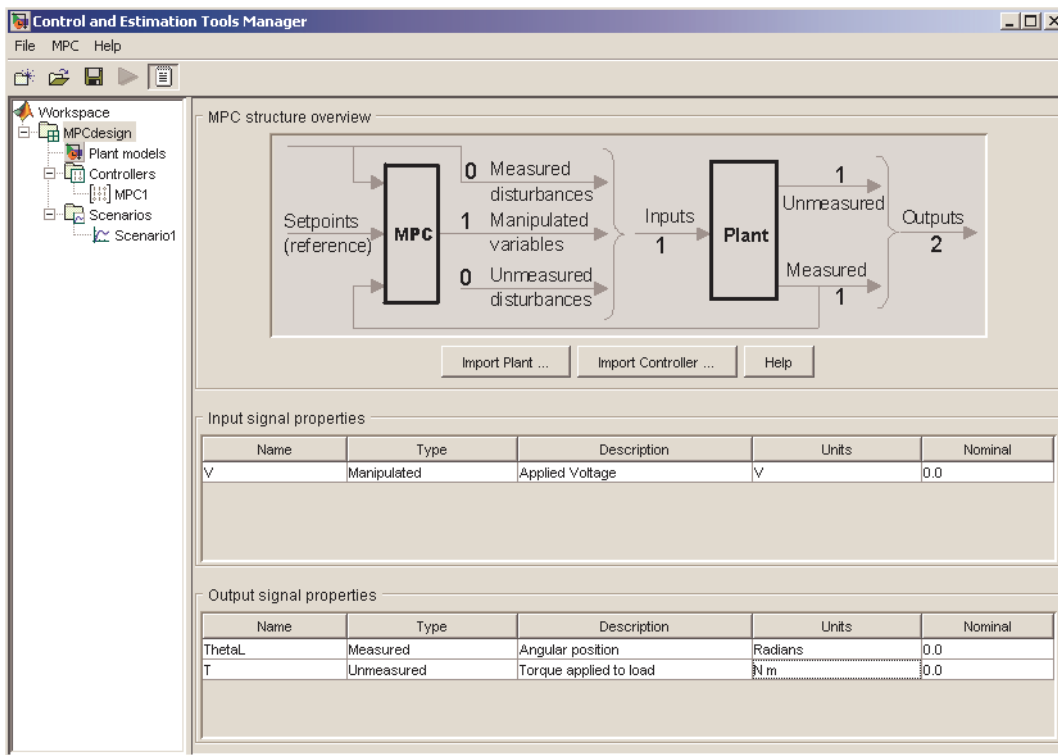 Control and Estimation Tools Manager
File MPC Help
Workspace
MPCdesign
Plant models
Controllers
MPC1
Scenarios
Scenario1
MPC structure overview
Setpoints
(reference)
MPC
0 Measured
disturbances
1 Manipulated
variables
0 Unmeasured
disturbances
Inputs
1
Plant
1
Unmeasured
Measured
1
Outputs
2
Import Plant ... Import Controller ... Help
Input signal properties
Name Type Description Units Nominal
V Manipulated Applied Voltage V 0.0
Output signal properties
Name Type Description Units Nominal
ThetaL Measured Angular position Radians 0.0
T Unmeasured Torque applied to load N m 0.0